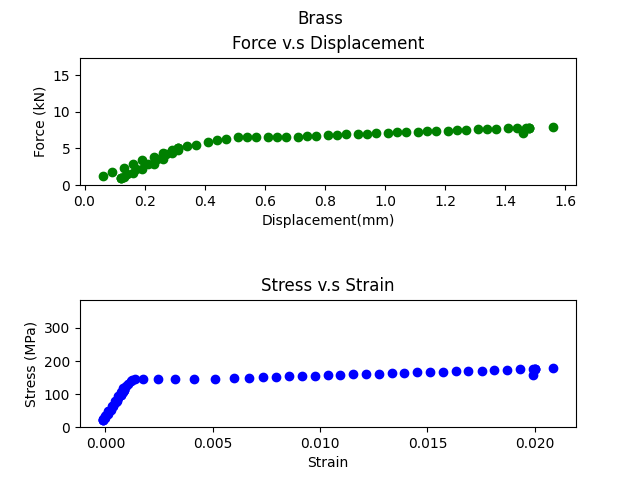 Brass
Force v.s Displacement
15
10
5
0
Force (kN)
0.0 0.2 0.4 0.6 0.8 1.0 1.2 1.4 1.6
Displacement(mm)
Stress v.s Strain
300
200
100
0
Stress (MPa)
0.000 0.005 0.010 0.015 0.020
Strain